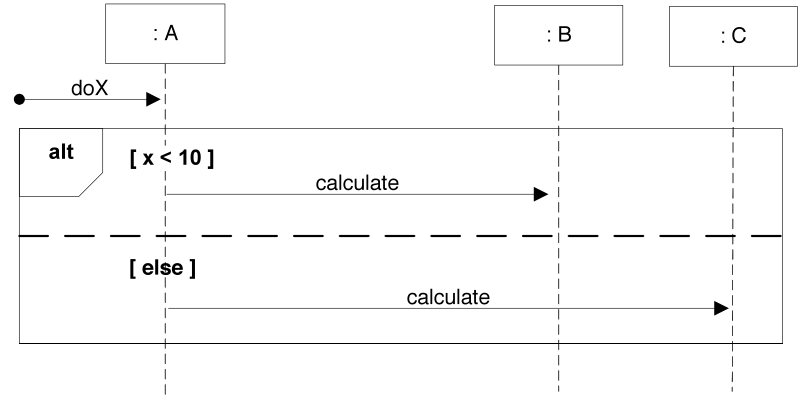 : A
: B
: C
doX
alt
[ x < 10 ]
calculate
[ else ]
calculate